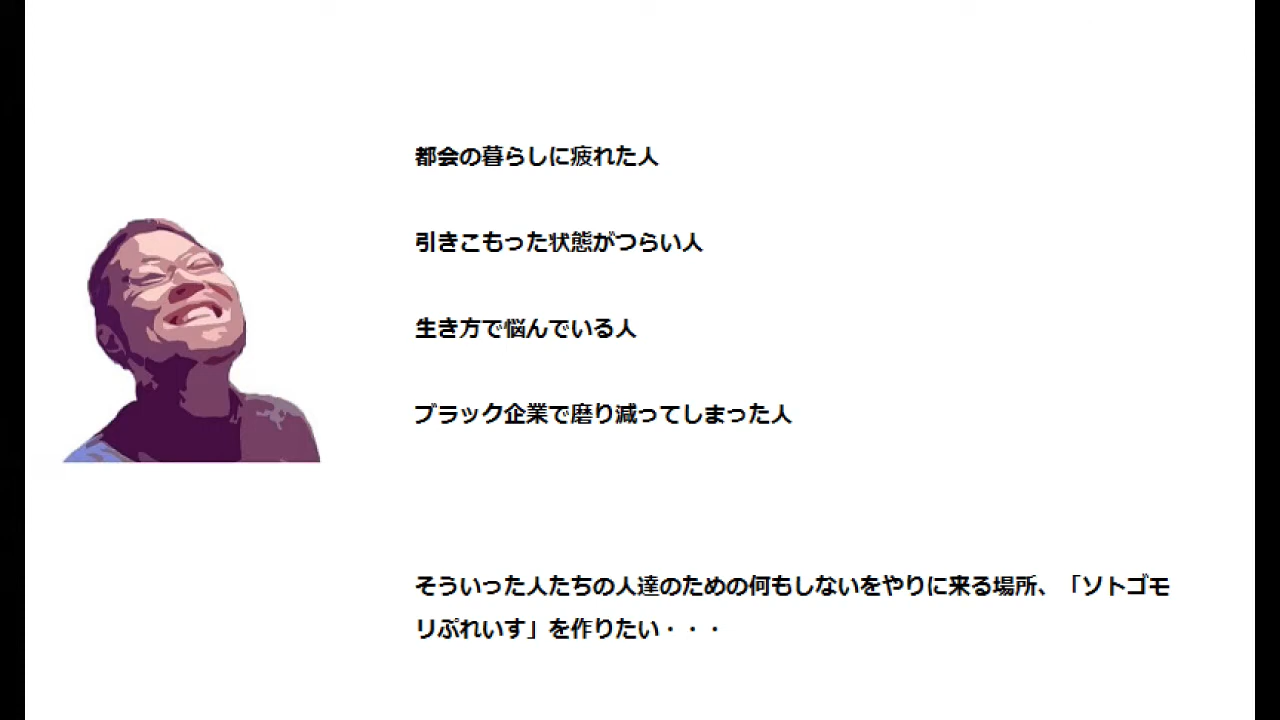 都会の暮らしに疲れた人
引きこもった状態がつらい人
生き方で悩んでいる人
ブラック企業で磨り減ってしまった人
そういった人たちの人達のための何もしないをやりに来る場所、「ソトゴモ
リぷれいす」を作りたい・・・